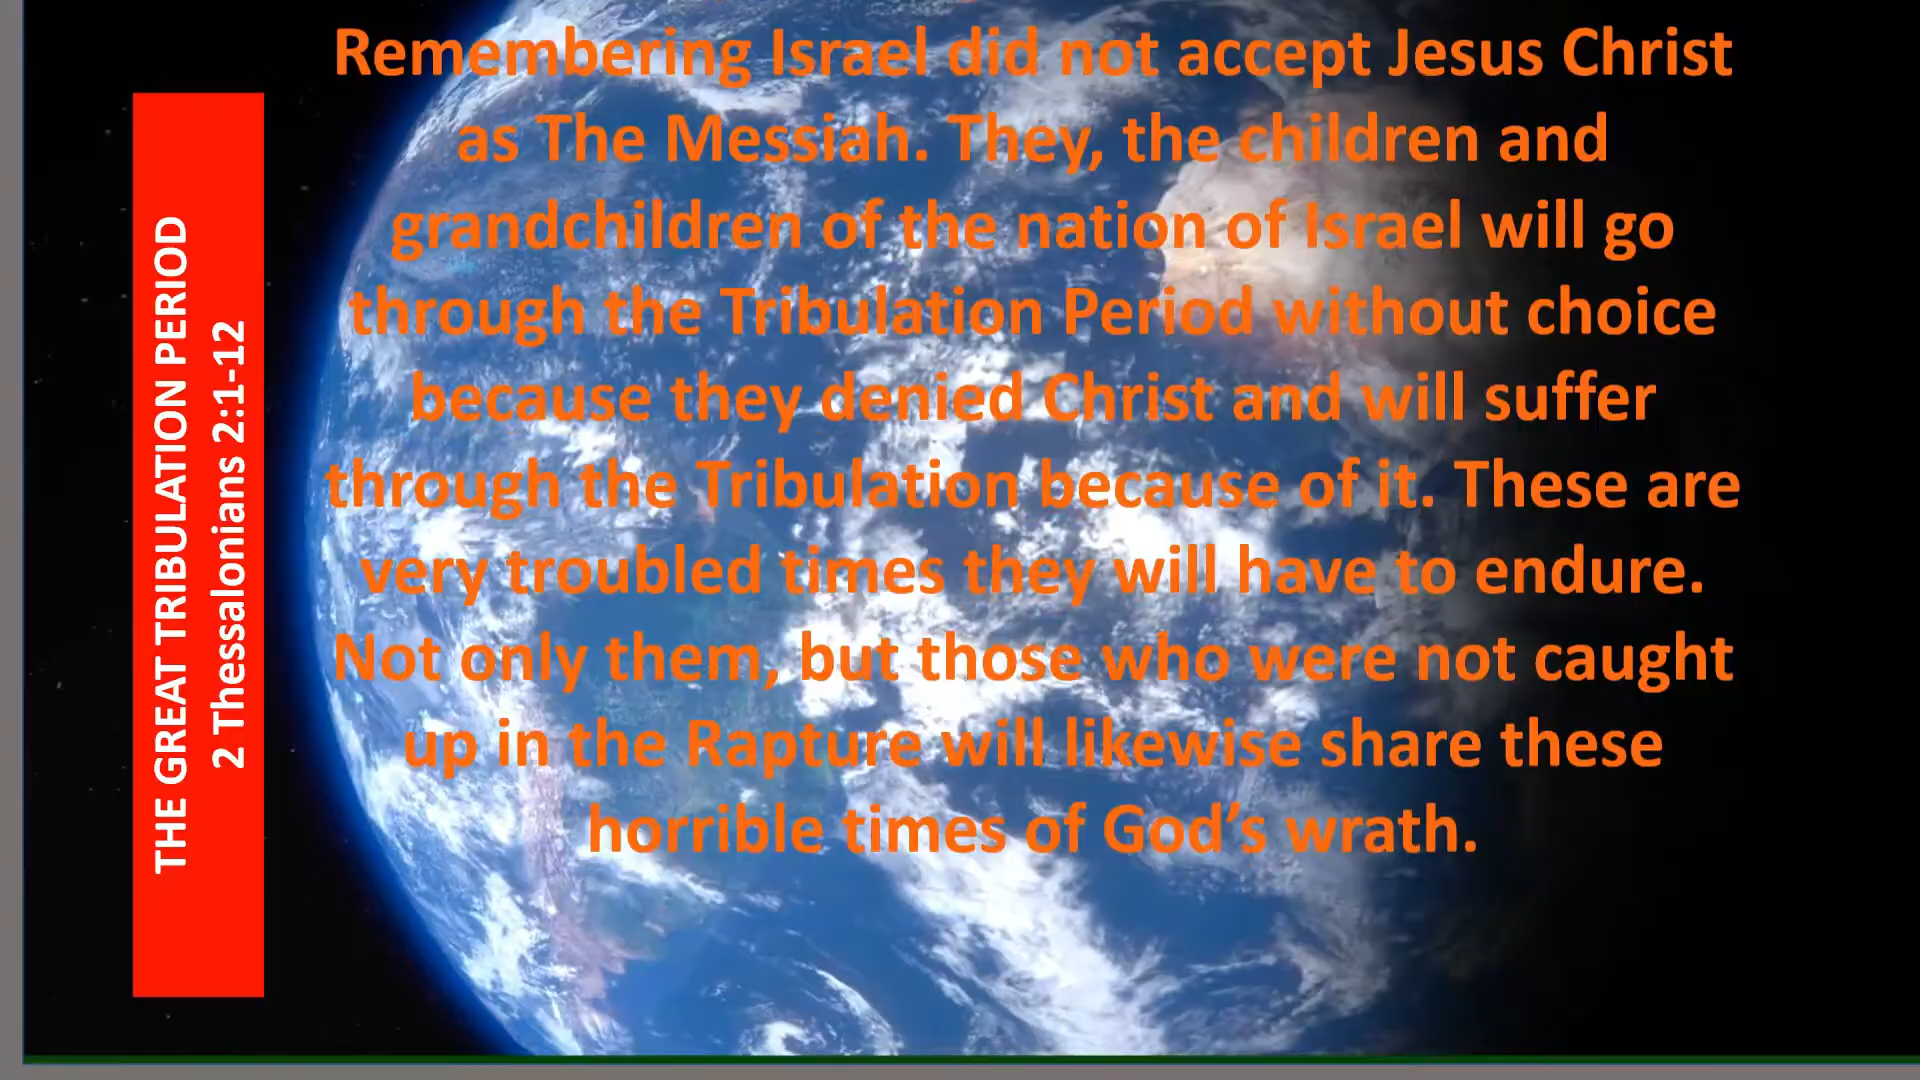 THE GREAT TRIBULATION PERIOD
2 Thessalonians 2:1-12
Remembering Israel did not accept Jesus Christ
as The Messiah. They, the children and
grandchildren of the nation of Israel will go
through the Tribulation Period without choice
because they denied Christ and will suffer
through the Tribulation because of it. These are
very troubled times they will have to endure.
Not only them, but those who were not caught
up in the Rapture will likewise share these
horrible times of God’s wrath.